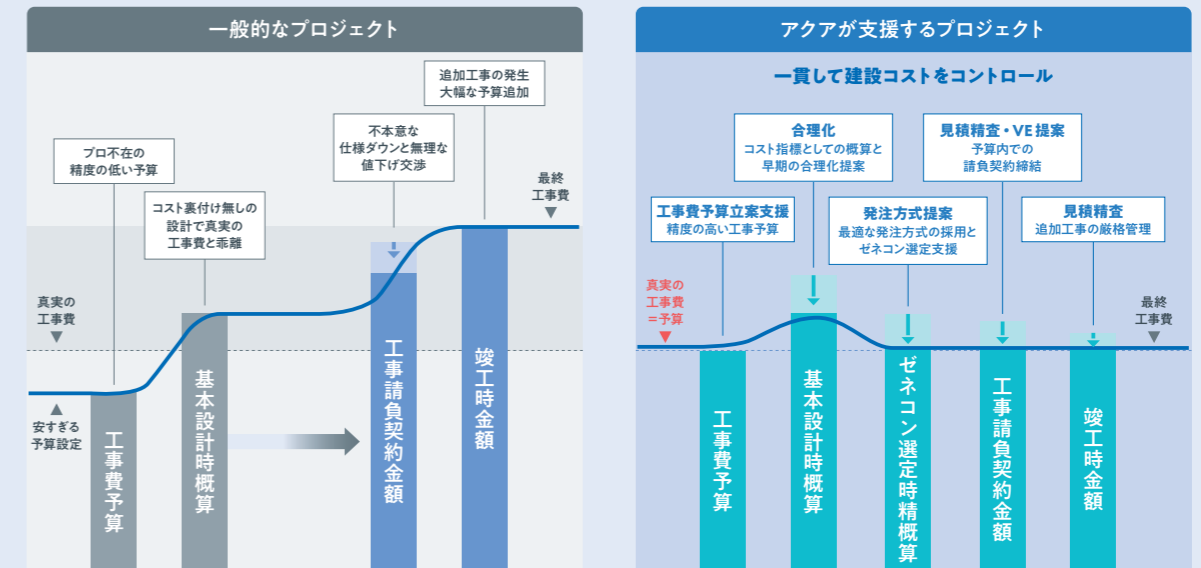 一般的なプロジェクト
追加工事の発生
大幅な予算追加
不本意な
仕様ダウンと無理な
値下げ交渉
プロ不在の
精度の低い予算
コスト裏付け無しの
設計で真実の
工事費と乖離
最終
工事費
▼
真実の
工事費
▼
▲
安すぎる
予算設定
工事費予算
基本設計時概算
工事請負契約金額
竣工時金額
アクアが支援するプロジェクト
一貫して建設コストをコントロール
合理化
コスト指標としての概算と
早期の合理化提案
見積精査・VE提案
予算内での
請負契約締結
工事費予算立案支援
精度の高い工事予算
発注方式提案
最適な発注方式の採用と
ゼネコン選定支援
見積精査
追加工事の厳格管理
真実の
工事費
＝予算
▼
最終
工事費
▼
工事費予算
基本設計時概算
ゼネコン選定時精概算
工事請負契約金額
竣工時金額